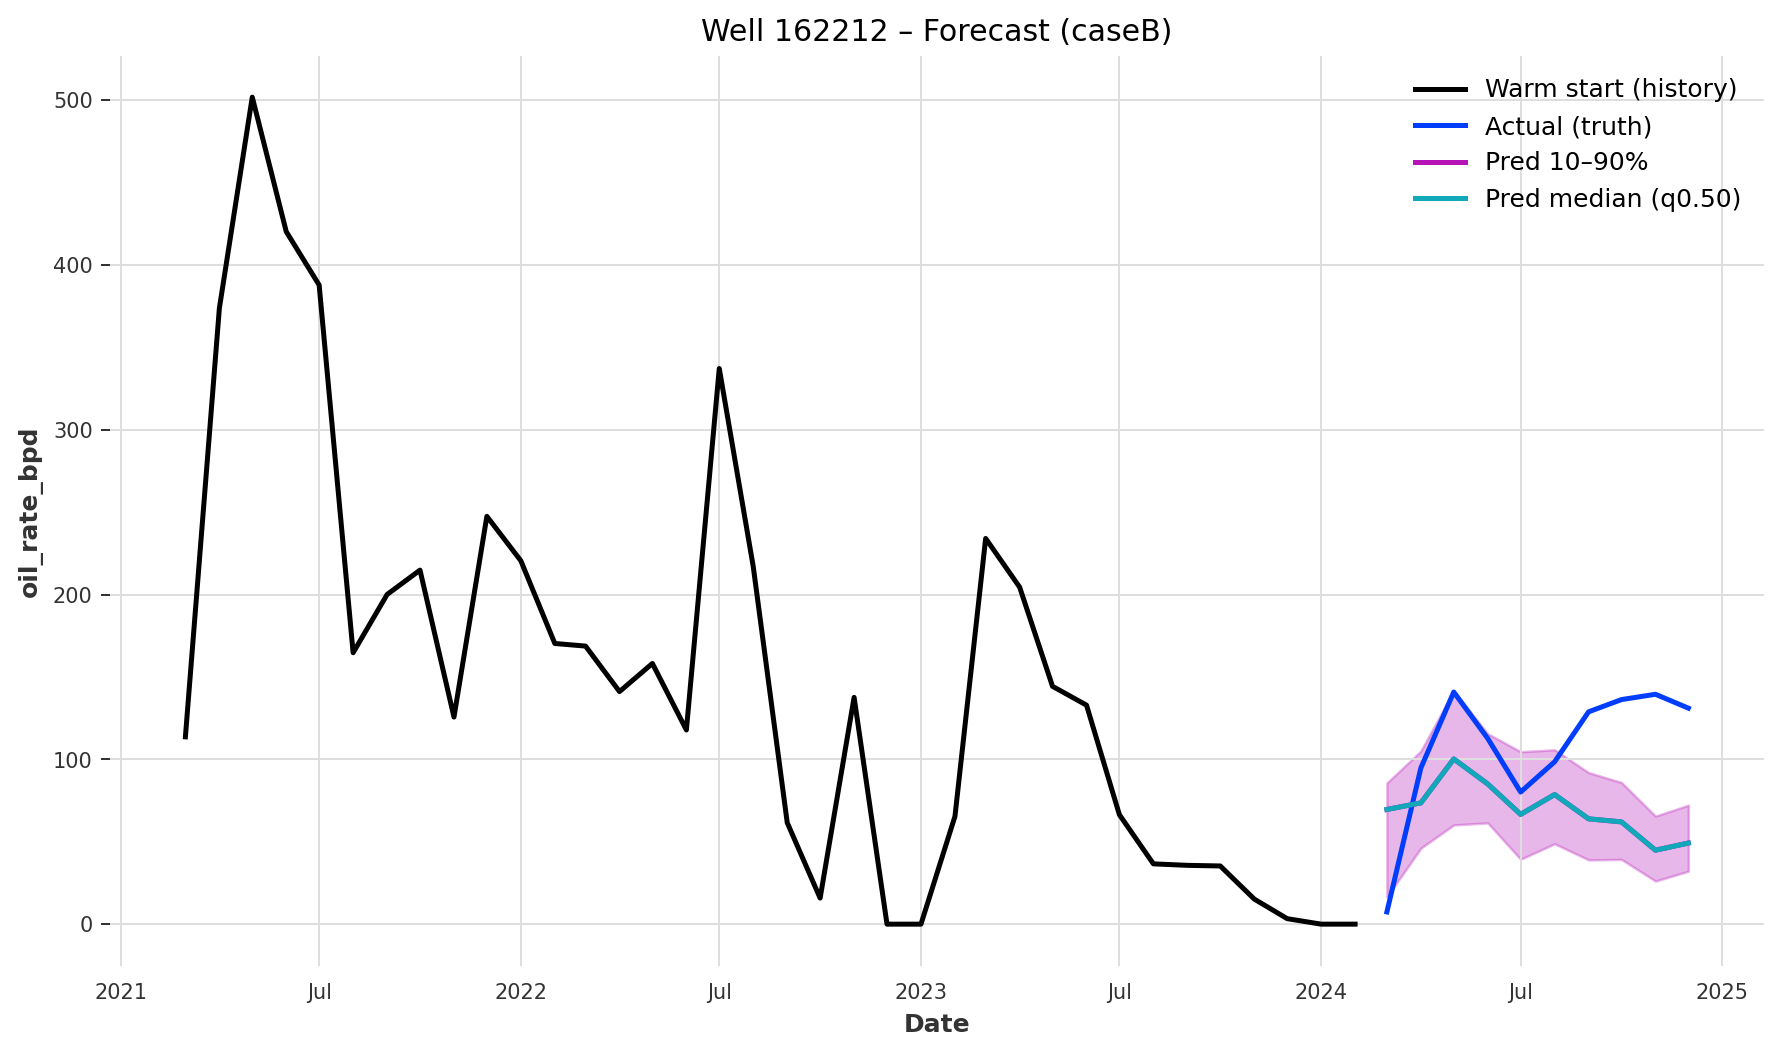 Well 162212 – Forecast (caseB)
Warm start (history)
Actual (truth)
Pred 10–90%
Pred median (q0.50)
oil_rate_bpd
500
400
300
200
100
0
2021
Jul
2022
Jul
2023
Jul
2024
Jul
2025
Date